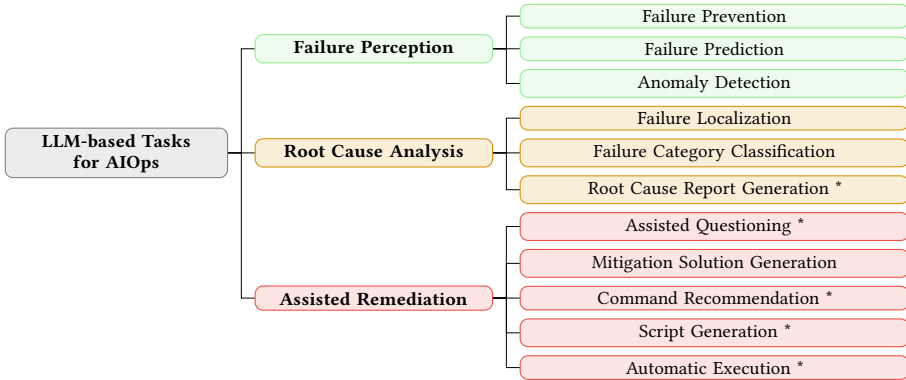 LLM-based Tasks
for AIOps
Failure Perception
Failure Prevention
Failure Prediction
Anomaly Detection
Root Cause Analysis
Failure Localization
Failure Category Classification
Root Cause Report Generation *
Assisted Remediation
Assisted Questioning *
Mitigation Solution Generation
Command Recommendation *
Script Generation *
Automatic Execution *